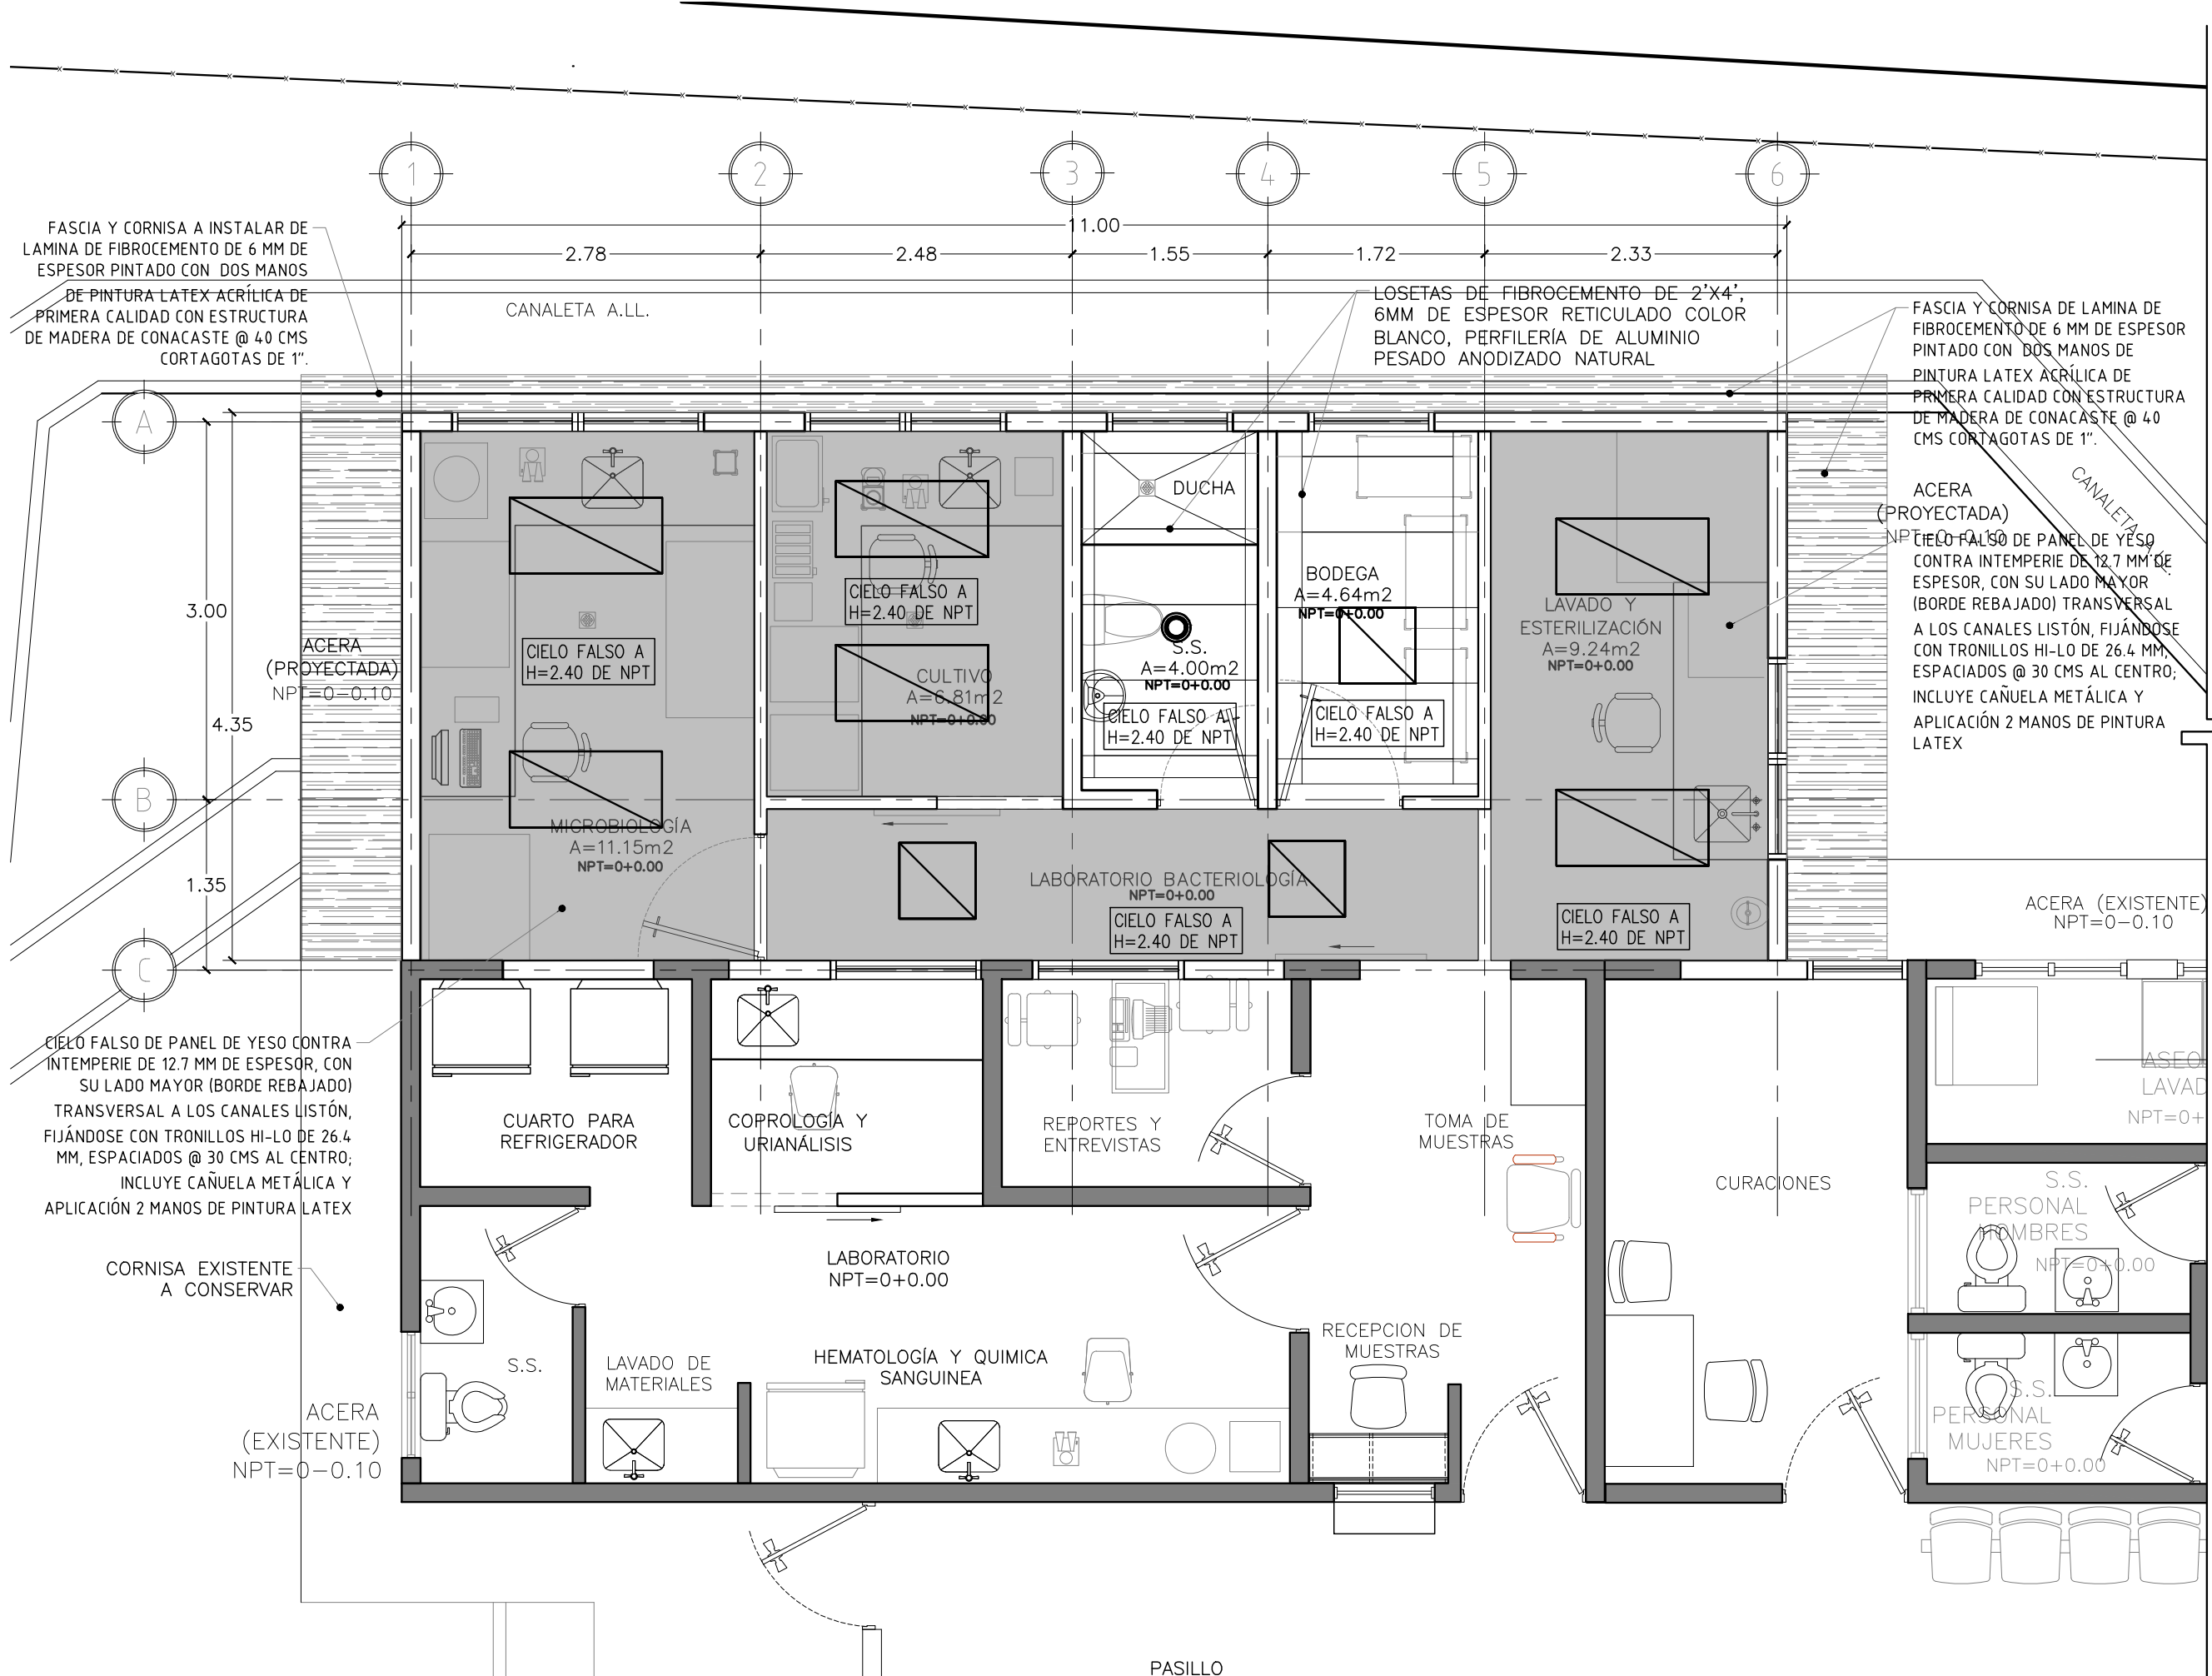 1
2
3
4
5
6
11.00
2.78
2.48
1.55
1.72
2.33
FASCIA Y CORNISA A INSTALAR DE
LAMINA DE FIBROCEMENTO DE 6 MM DE
ESPESOR PINTADO CON DOS MANOS
DE PINTURA LATEX ACRÍLICA DE
PRIMERA CALIDAD CON ESTRUCTURA
DE MADERA DE CONACASTE @ 40 CMS
CORTAGOTAS DE 1".
CANALETA A.LL.
LOSETAS DE FIBROCEMENTO DE 2'X4',
6MM DE ESPESOR RETICULADO COLOR
BLANCO, PERFILERÍA DE ALUMINIO
PESADO ANODIZADO NATURAL
FASCIA Y CORNISA DE LAMINA DE
FIBROCEMENTO DE 6 MM DE ESPESOR
PINTADO CON DOS MANOS DE
PINTURA LATEX ACRÍLICA DE
PRIMERA CALIDAD CON ESTRUCTURA
DE MADERA DE CONACASTE @ 40
CMS CORTAGOTAS DE 1".
CANALETA
ACERA
(PROYECTADA)
NPT=0-0.10
CIELO FALSO DE PANEL DE YESO
CONTRA INTEMPERIE DE 12.7 MM DE
ESPESOR, CON SU LADO MAYOR
(BORDE REBAJADO) TRANSVERSAL
A LOS CANALES LISTÓN, FIJÁNDOSE
CON TRONILLOS HI-LO DE 26.4 MM,
ESPACIADOS @ 30 CMS AL CENTRO;
INCLUYE CAÑUELA METÁLICA Y
APLICACIÓN 2 MANOS DE PINTURA
LATEX
A
B
C
3.00
4.35
1.35
ACERA
(PROYECTADA)
NPT=0-0.10
CIELO FALSO A
H=2.40 DE NPT
MICROBIOLOGÍA
A=11.15m2
NPT=0+0.00
CIELO FALSO A
H=2.40 DE NPT
CULTIVO
A=6.81m2
NPT=0+0.00
DUCHA
S.S.
A=4.00m2
NPT=0+0.00
CIELO FALSO A
H=2.40 DE NPT
BODEGA
A=4.64m2
NPT=0+0.00
CIELO FALSO A
H=2.40 DE NPT
LAVADO Y
ESTERILIZACIÓN
A=9.24m2
NPT=0+0.00
CIELO FALSO A
H=2.40 DE NPT
LABORATORIO BACTERIOLOGÍA
NPT=0+0.00
CIELO FALSO A
H=2.40 DE NPT
ACERA (EXISTENTE)
NPT=0-0.10
CIELO FALSO DE PANEL DE YESO CONTRA
INTEMPERIE DE 12.7 MM DE ESPESOR, CON
SU LADO MAYOR (BORDE REBAJADO)
TRANSVERSAL A LOS CANALES LISTÓN,
FIJÁNDOSE CON TRONILLOS HI-LO DE 26.4
MM, ESPACIADOS @ 30 CMS AL CENTRO;
INCLUYE CAÑUELA METÁLICA Y
APLICACIÓN 2 MANOS DE PINTURA LATEX
CUARTO PARA
REFRIGERADOR
COPROLOGÍA Y
URIANÁLISIS
REPORTES Y
ENTREVISTAS
TOMA DE
MUESTRAS
CURACIONES
ASEO
LAVAD
NPT=0+
S.S.
PERSONAL
HOMBRES
NPT=0+0.00
CORNISA EXISTENTE
A CONSERVAR
LABORATORIO
NPT=0+0.00
S.S.
LAVADO DE
MATERIALES
HEMATOLOGÍA Y QUIMICA
SANGUINEA
RECEPCION DE
MUESTRAS
S.S.
PERSONAL
MUJERES
NPT=0+0.00
ACERA
(EXISTENTE)
NPT=0-0.10
PASILLO